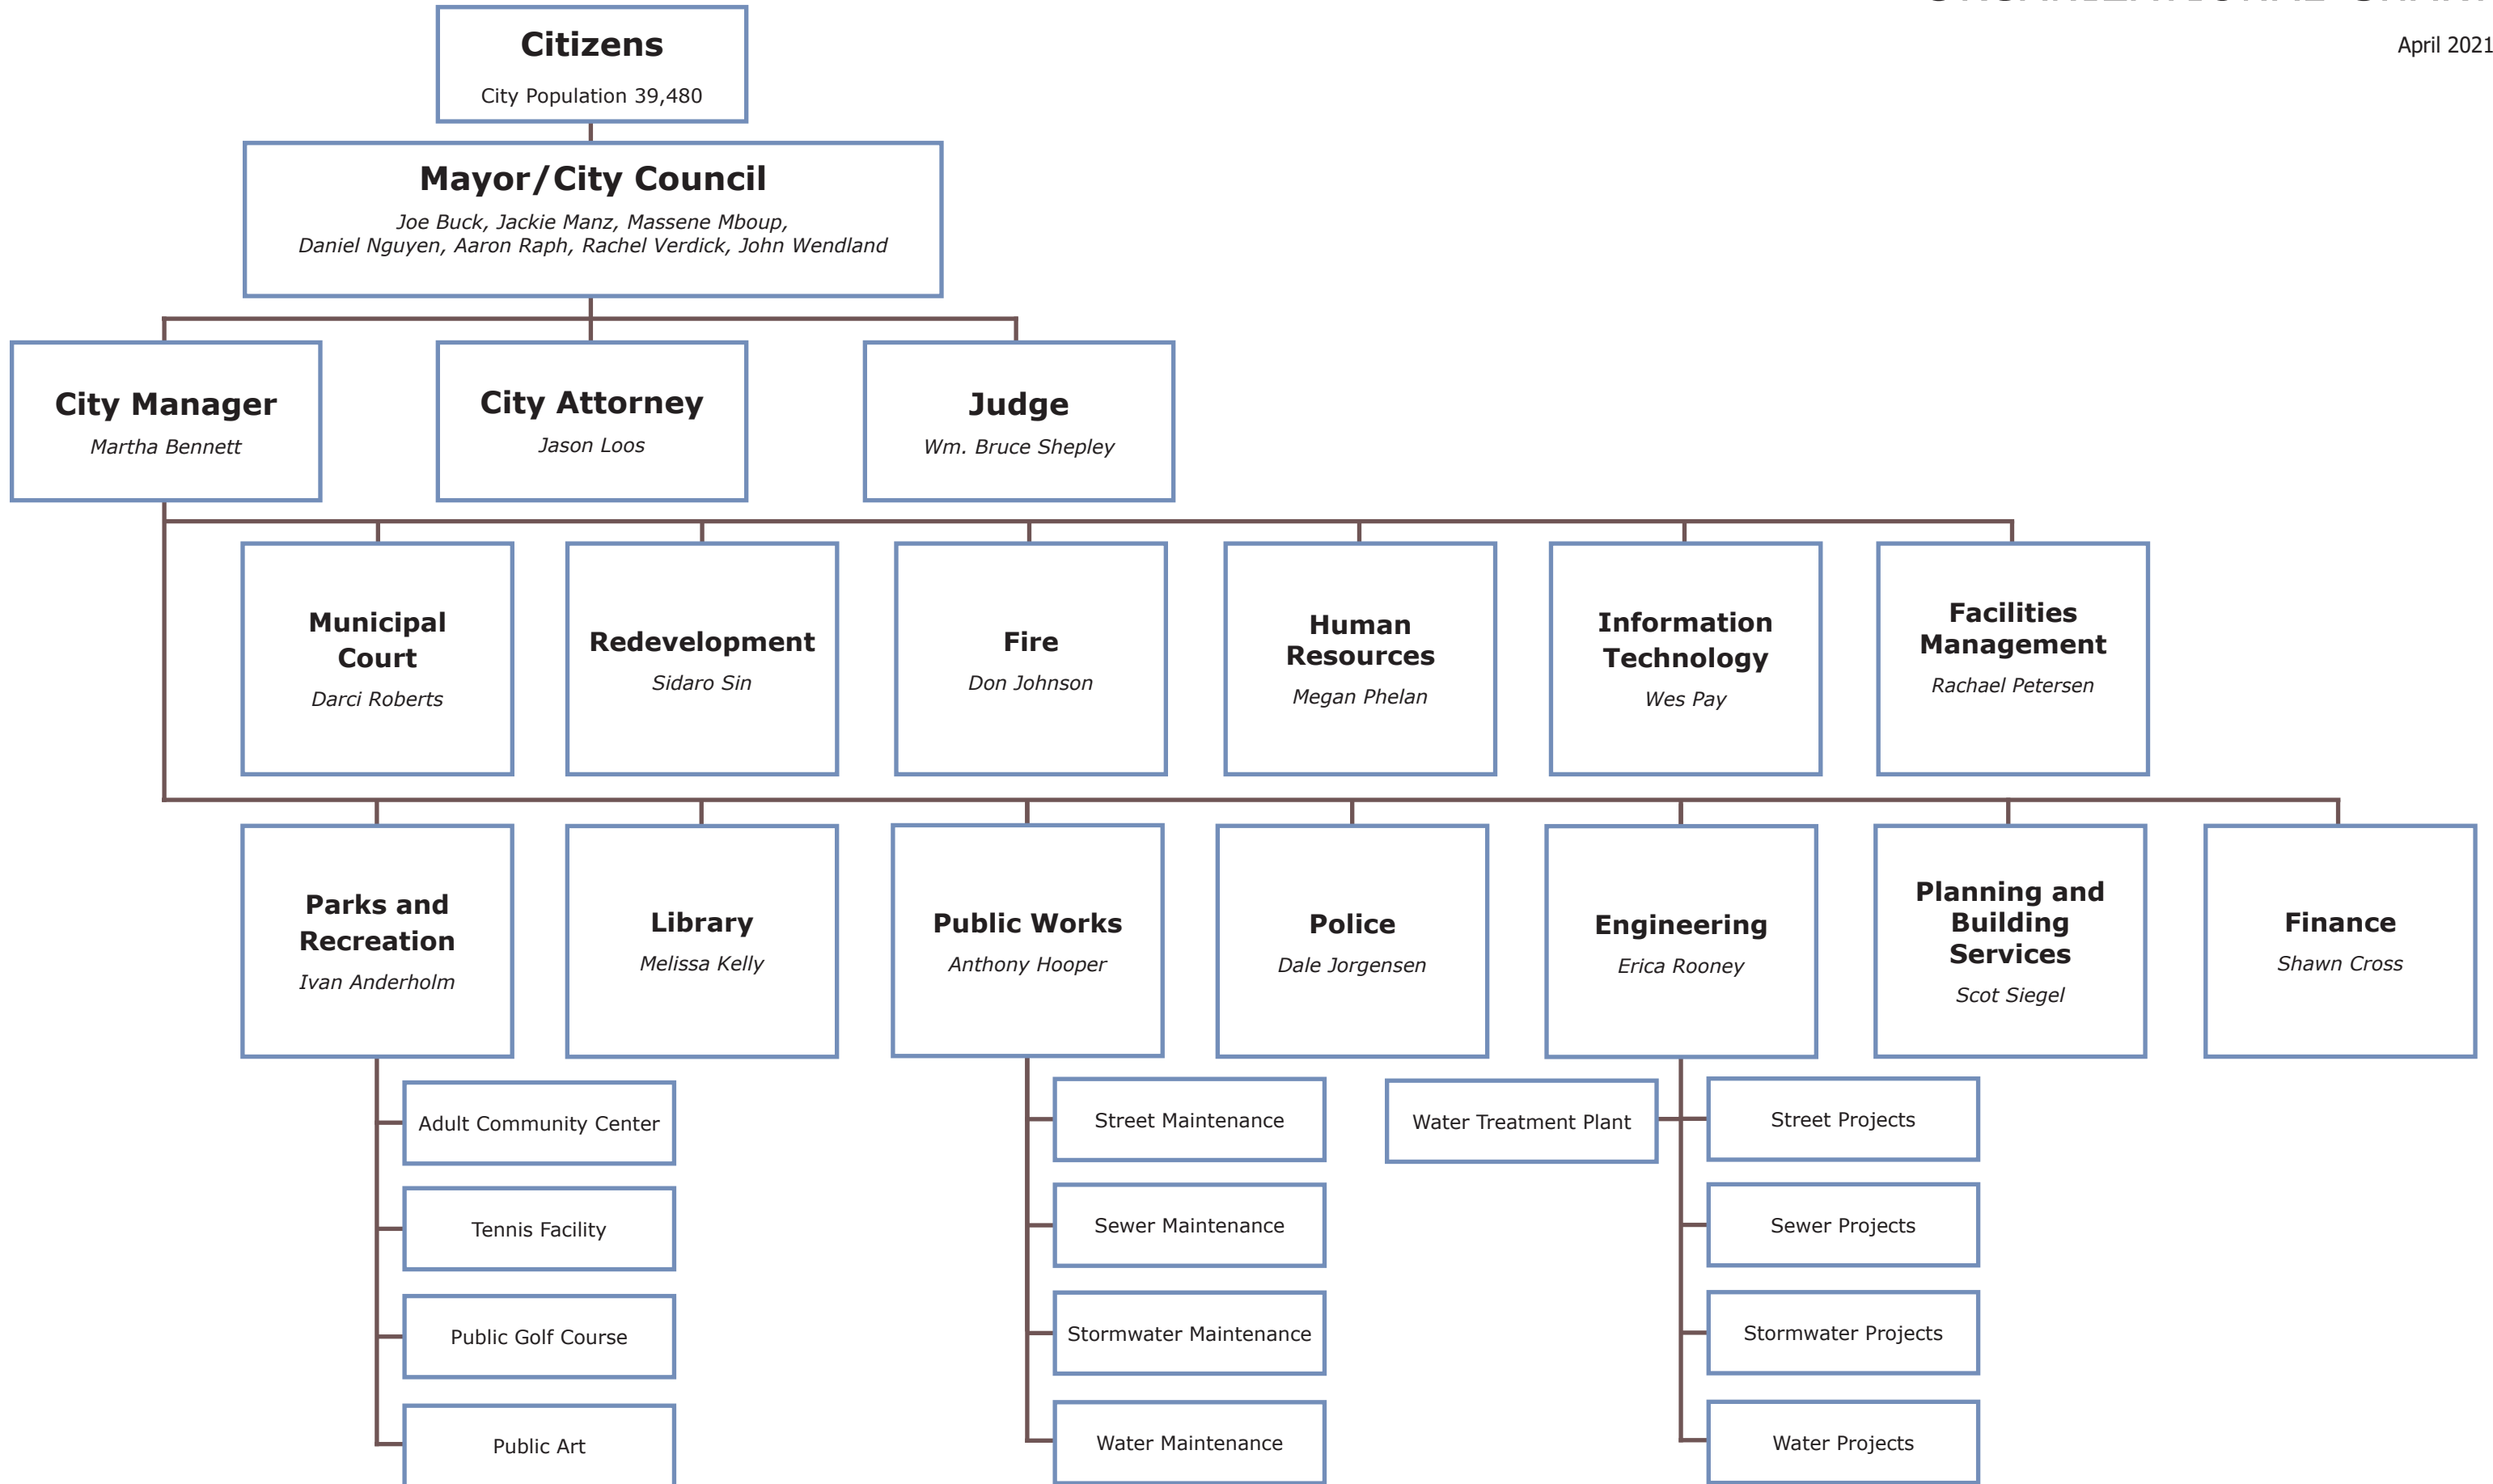 April 2021
Citizens
City Population 39,480
Mayor/City Council
Joe Buck, Jackie Manz, Massene Mboup,
Daniel Nguyen, Aaron Raph, Rachel Verdick, John Wendland
City Manager
Martha Bennett
City Attorney
Jason Loos
Judge
Wm. Bruce Shepley
Municipal
Court
Darci Roberts
Redevelopment
Sidaro Sin
Fire
Don Johnson
Human
Resources
Megan Phelan
Information
Technology
Wes Pay
Facilities
Management
Rachael Petersen
Parks and
Recreation
Ivan Anderholm
Library
Melissa Kelly
Public Works
Anthony Hooper
Police
Dale Jorgensen
Engineering
Erica Rooney
Planning and
Building
Services
Scot Siegel
Finance
Shawn Cross
Adult Community Center
Tennis Facility
Public Golf Course
Public Art
Street Maintenance
Sewer Maintenance
Stormwater Maintenance
Water Maintenance
Water Treatment Plant
Street Projects
Sewer Projects
Stormwater Projects
Water Projects